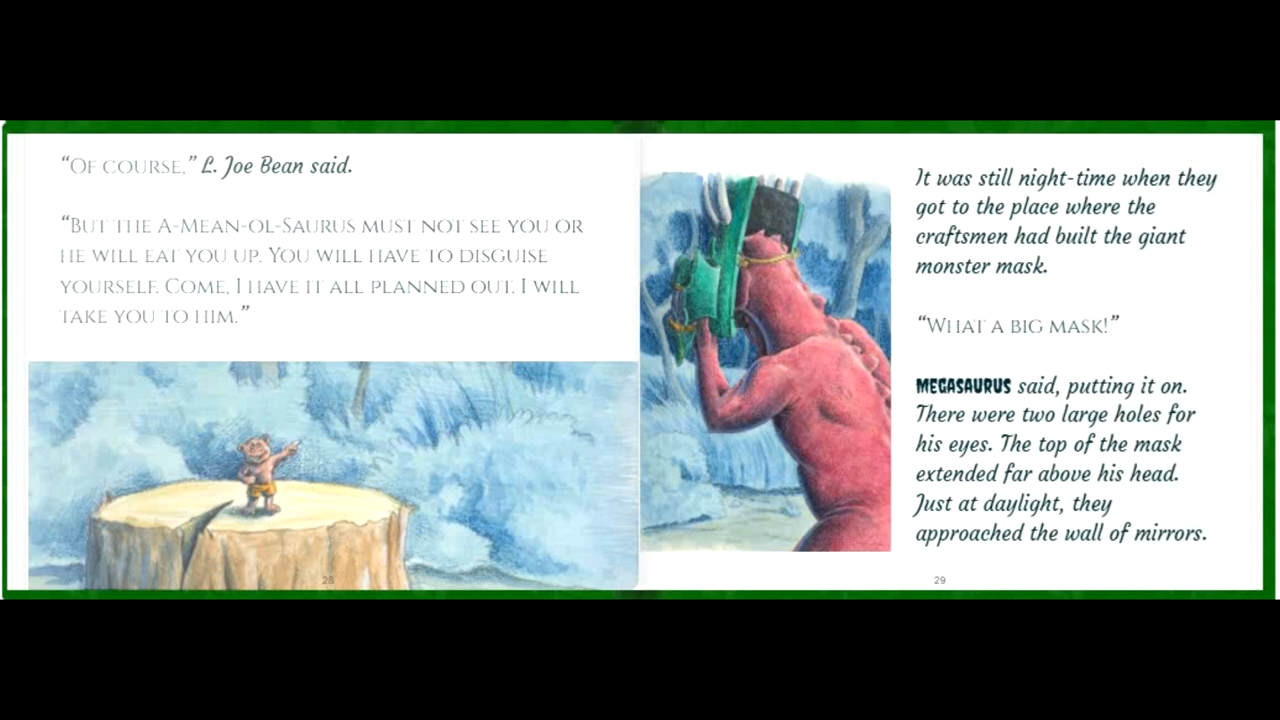 “OF COURSE,” L. Joe Bean said.
“BUT THE A-MEAN-OL-SAURUS MUST NOT SEE YOU OR
HE WILL EAT YOU UP. YOU WILL HAVE TO DISGUISE
YOURSELF. COME, I HAVE IT ALL PLANNED OUT. I WILL
TAKE YOU TO HIM.”
28
It was still night-time when they
got to the place where the
craftsmen had built the giant
monster mask.
“WHAT A BIG MASK!”
MEGASAURUS said, putting it on.
There were two large holes for
his eyes. The top of the mask
extended far above his head.
Just at daylight, they
approached the wall of mirrors.
29